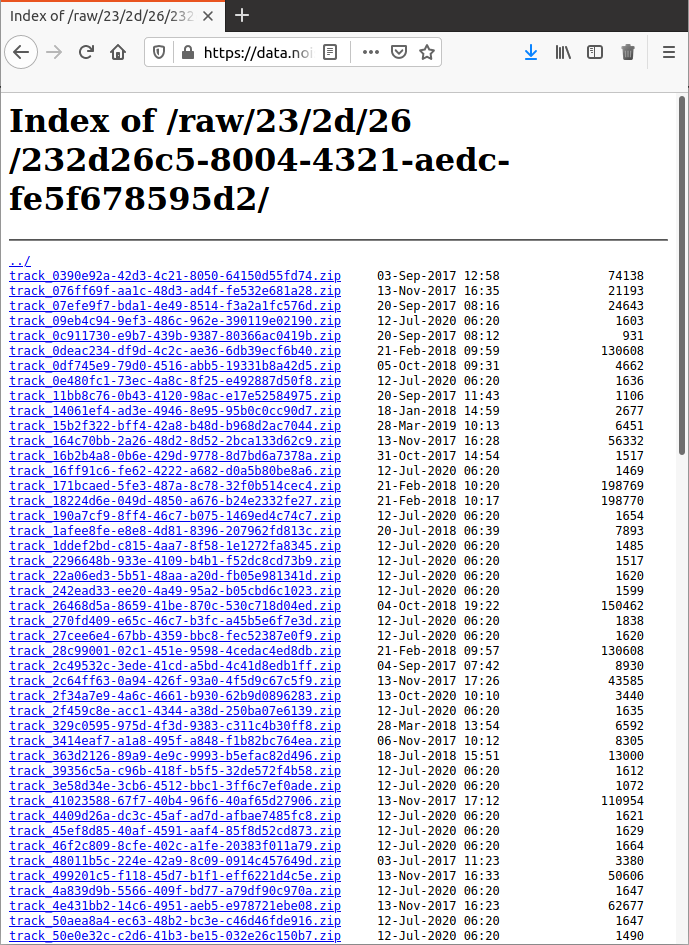 Index of /raw/23/2d/26/232
https://data.noi
Index of /raw/23/2d/26
/232d26c5-8004-4321-aedc-
fe5f678595d2/
../
track_0390e92a-42d3-4c21-8050-64150d55fd74.zip 03-Sep-2017 12:58 74138
track_076ff69f-aa1c-48d3-ad4f-fe532e681a28.zip 13-Nov-2017 16:35 21193
track_07efe9f7-bda1-4e49-8514-f3a2a1fc576d.zip 20-Sep-2017 08:16 24643
track_09eb4c94-9ef3-486c-962e-390119e02190.zip 12-Jul-2020 06:20 1603
track_0c911730-e9b7-439b-9387-80366ac0419b.zip 20-Sep-2017 08:12 931
track_0deac234-df9d-4c2c-ae36-6db39ecf6b40.zip 21-Feb-2018 09:59 130608
track_0df745e9-79d0-4516-abb5-19331b8a42d5.zip 05-Oct-2018 09:31 4662
track_0e480fc1-73ec-4a8c-8f25-e492887d50f8.zip 12-Jul-2020 06:20 1636
track_11bb8c76-0b43-4120-98ac-e17e52584975.zip 20-Sep-2017 11:43 1106
track_14061ef4-ad3e-4946-8e95-95b0c0cc90d7.zip 18-Jan-2018 14:59 2677
track_15b2f322-bff4-42a8-b48d-b968d2ac7044.zip 28-Mar-2019 10:13 6451
track_164c70bb-2a26-48d2-8d52-2bca133d62c9.zip 13-Nov-2017 16:28 56332
track_16b2b4a8-0b6e-429d-9778-8d7bd6a7378a.zip 31-Oct-2017 14:54 1517
track_16ff91c6-fe62-4222-a682-d0a5b80be8a6.zip 12-Jul-2020 06:20 1469
track_171bcaed-5fe3-487a-8c78-32f0b514cec4.zip 21-Feb-2018 10:20 198769
track_18224d6e-049d-4850-a676-b24e2332fe27.zip 21-Feb-2018 10:17 198770
track_190a7cf9-8ff4-46c7-b075-1469ed4c74c7.zip 12-Jul-2020 06:20 1654
track_1afee8fe-e8e8-4d81-8396-207962fd813c.zip 20-Jul-2018 06:39 7893
track_1ddef2bd-c815-4aa7-8f58-1e1272fa8345.zip 12-Jul-2020 06:20 1485
track_2296648b-933e-4109-b4b1-f52dc8cd73b9.zip 12-Jul-2020 06:20 1517
track_22a06ed3-5b51-48aa-a20d-fb05e981341d.zip 12-Jul-2020 06:20 1620
track_242ead33-ee20-4a49-95a2-b05cbd6c1023.zip 12-Jul-2020 06:20 1599
track_26468d5a-8659-41be-870c-530c718d04ed.zip 04-Oct-2018 19:22 150462
track_270fd409-e65c-46c7-b3fc-a45b5e6f7e3d.zip 12-Jul-2020 06:20 1838
track_27cee6e4-67bb-4359-bbc8-fec52387e0f9.zip 12-Jul-2020 06:20 1620
track_28c99001-02c1-451e-9598-4cedac4ed8db.zip 21-Feb-2018 09:57 130608
track_2c49532c-3ede-41cd-a5bd-4c41d8edb1ff.zip 04-Sep-2017 07:42 8930
track_2c64ff63-0a94-426f-93a0-4f5d9c67c5f9.zip 13-Nov-2017 17:26 43585
track_2f34a7e9-4a6c-4661-b930-62b9d0896283.zip 13-Oct-2020 10:10 3440
track_2f459c8e-acc1-4344-a38d-250ba07e6139.zip 12-Jul-2020 06:20 1635
track_329c0595-975d-4f3d-9383-c311c4b30ff8.zip 28-Mar-2018 13:54 6592
track_3414eaf7-a1a8-495f-a848-f1b82bc764ea.zip 06-Nov-2017 10:12 8305
track_363d2126-89a9-4e9c-9993-b5efac82d496.zip 18-Jul-2018 15:51 13000
track_39356c5a-c96b-418f-b5f5-32de572f4b58.zip 12-Jul-2020 06:20 1612
track_3e58d34e-3cb6-4512-bbc1-3ff6c7ef0ade.zip 12-Jul-2020 06:20 1072
track_41023588-67f7-40b4-96f6-40af65d27906.zip 13-Nov-2017 17:12 110954
track_4409d26a-dc3c-45af-ad7d-afbae7485fc8.zip 12-Jul-2020 06:20 1621
track_45ef8d85-40af-4591-aaf4-85f8d52cd873.zip 12-Jul-2020 06:20 1629
track_46f2c809-8cfe-402c-a1fe-20383f011a79.zip 12-Jul-2020 06:20 1664
track_48011b5c-224e-42a9-8c09-0914c457649d.zip 03-Jul-2017 11:23 3380
track_499201c5-f118-45d7-b1f1-eff6221d4c5e.zip 13-Nov-2017 16:33 50606
track_4a839d9b-5566-409f-bd77-a79df90c970a.zip 12-Jul-2020 06:20 1647
track_4e431bb2-14c6-4951-aeb5-e978721ebe08.zip 13-Nov-2017 16:23 62677
track_50aea8a4-ec63-48b2-bc3e-c46d46fde916.zip 12-Jul-2020 06:20 1647
track_50e0e32c-c2d6-41b3-be15-032e26c150b7.zip 12-Jul-2020 06:20 1490